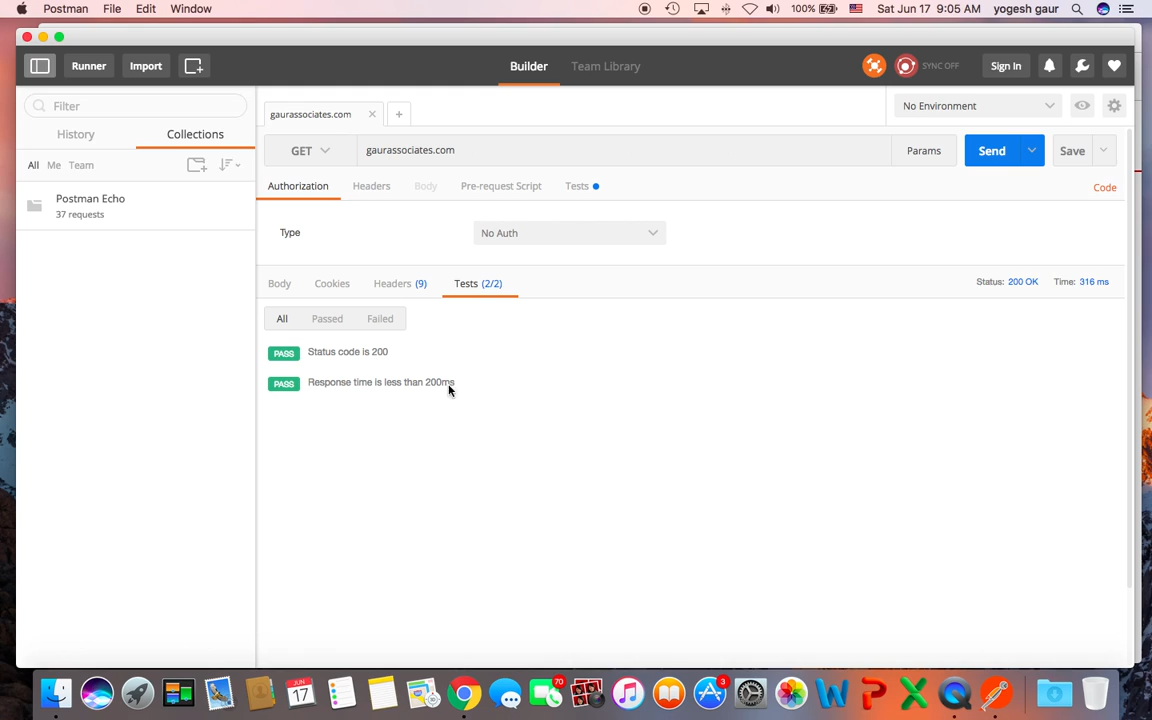 Postman File Edit Window 100% Sat Jun 17 9:05 AM yogesh gaur
Runner Import Builder Team Library SYNC OFF Sign In
Filter
History Collections
All Me Team
Postman Echo
37 requests
gaurassociates.com No Environment
GET gaurassociates.com Params Send Save
Authorization Headers Body Pre-request Script Tests Code
Type No Auth
Body Cookies Headers (9) Tests (2/2) Status: 200 OK Time: 316 ms
All Passed Failed
PASS Status code is 200
PASS Response time is less than 200ms
JUN 17 70 3